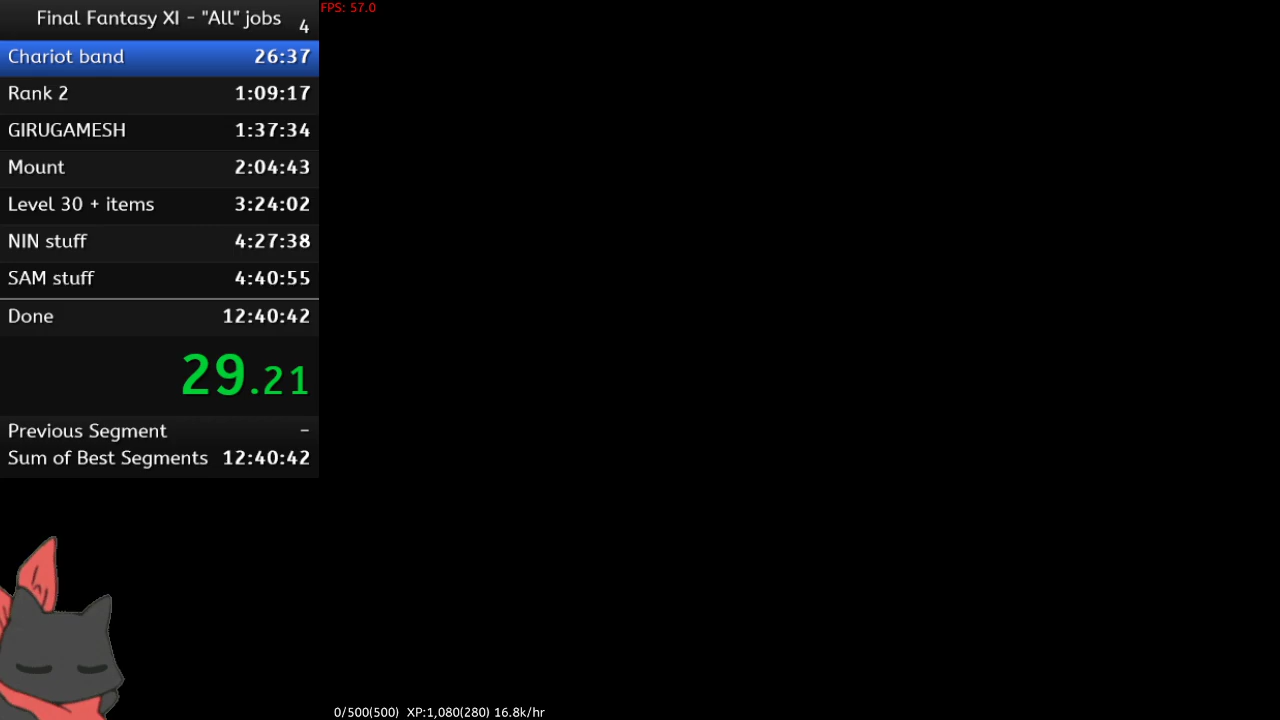 Final Fantasy XI - "All" jobs 4
FPS: 57.0
Chariot band 26:37
Rank 2 1:09:17
GIRUGAMESH 1:37:34
Mount 2:04:43
Level 30 + items 3:24:02
NIN stuff 4:27:38
SAM stuff 4:40:55
Done 12:40:42
29.21
Previous Segment –
Sum of Best Segments 12:40:42
0/500(500) XP:1,080(280) 16.8k/hr